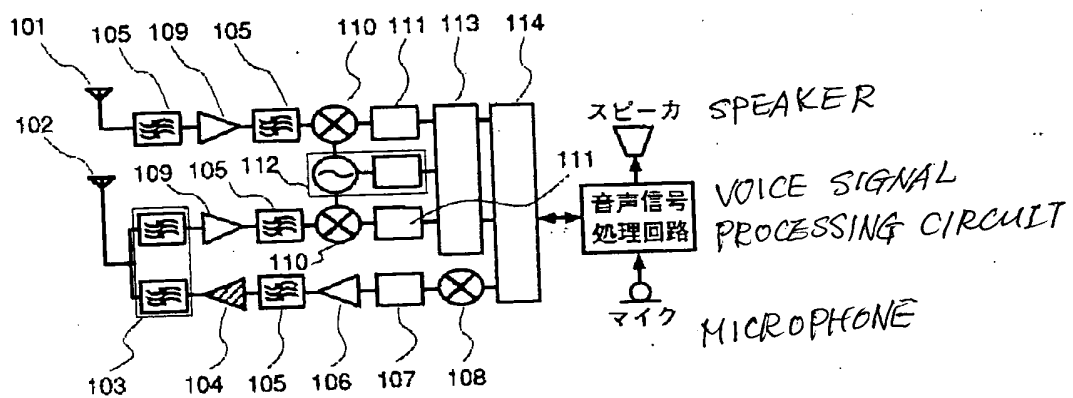 101 105 109 105 110 111 113 114
スピーカ SPEAKER
102
112 111
109 105
音声信号 VOICE SIGNAL
処理回路 PROCESSING CIRCUIT
110
マイク MICROPHONE
103 104 105 106 107 108